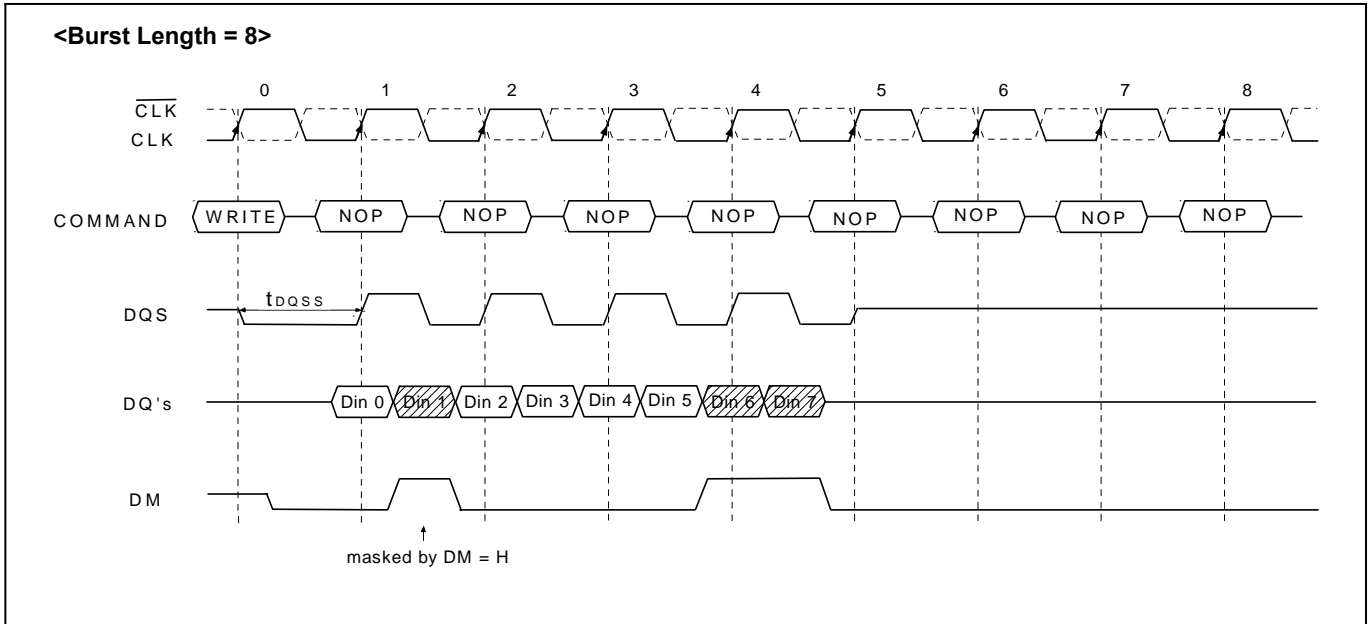 <Burst Length = 8>
0 1 2 3 4 5 6 7 8
CLK
CLK
COMMAND WRITE NOP NOP NOP NOP NOP NOP NOP NOP
tDQSS
DQS
DQ's Din 0 Din 1 Din 2 Din 3 Din 4 Din 5 Din 6 Din 7
DM
masked by DM = H